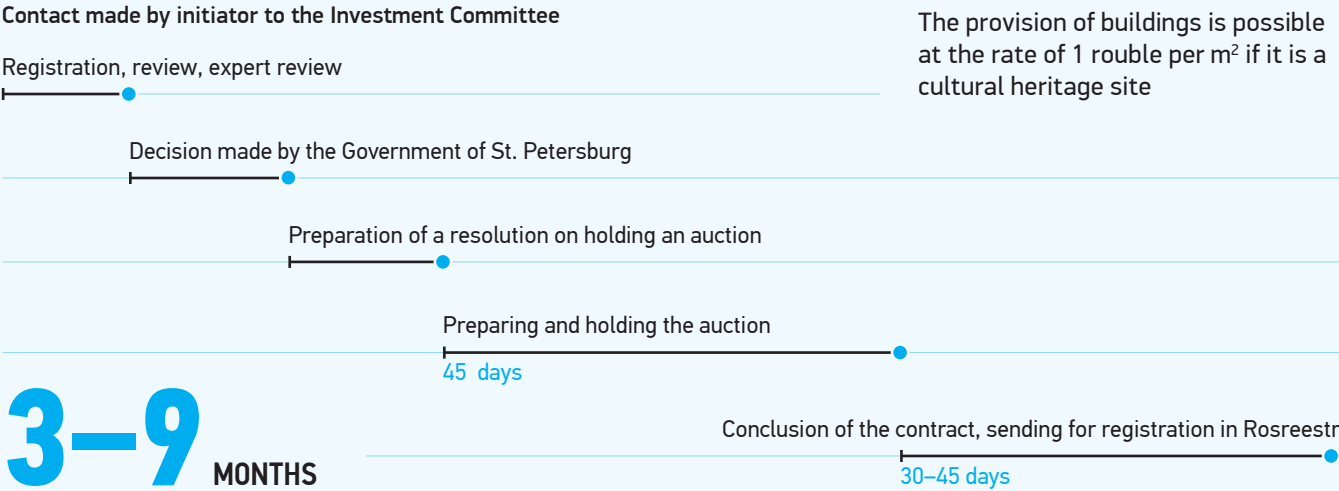 Contact made by initiator to the Investment Committee
The provision of buildings is possible
at the rate of 1 rouble per m² if it is a
cultural heritage site
Registration, review, expert review
Decision made by the Government of St. Petersburg
Preparation of a resolution on holding an auction
Preparing and holding the auction
45 days
3–9 MONTHS
Conclusion of the contract, sending for registration in Rosreestr
30–45 days